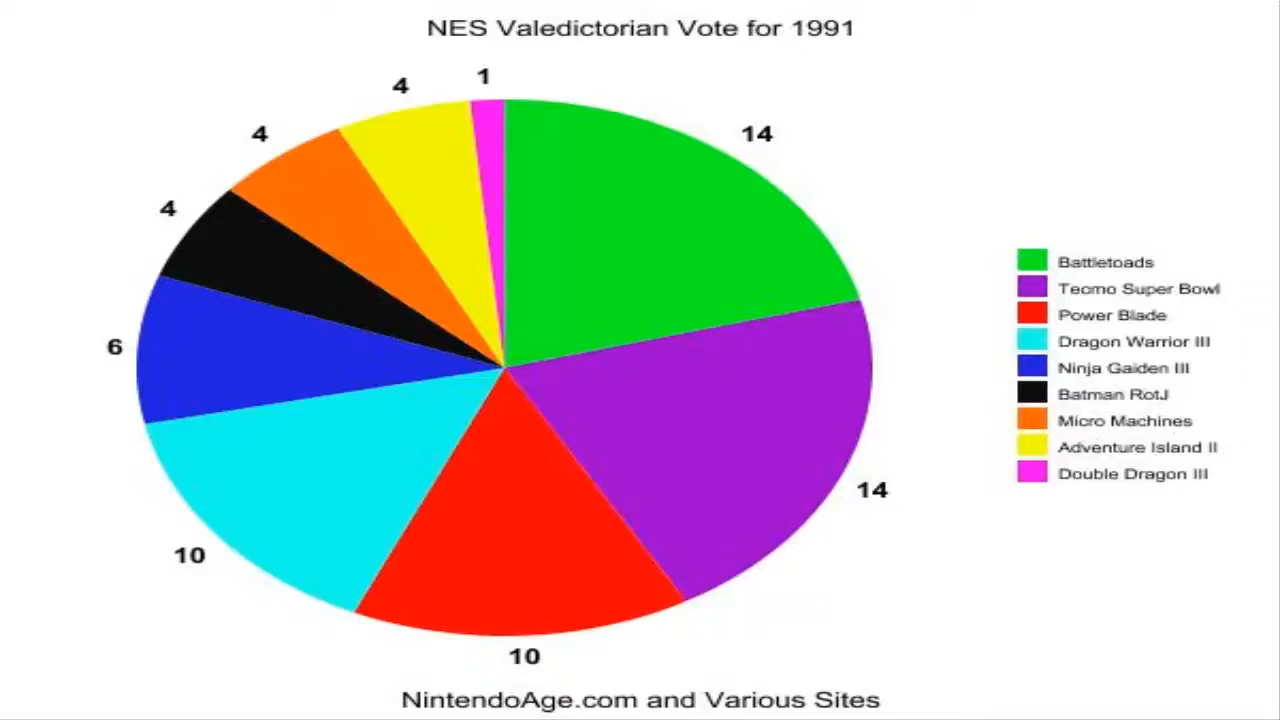 NES Valedictorian Vote for 1991
1
4
14
4
4
6
14
10
10
Battletoads
Tecmo Super Bowl
Power Blade
Dragon Warrior III
Ninja Gaiden III
Batman RotJ
Micro Machines
Adventure Island II
Double Dragon III
NintendoAge.com and Various Sites